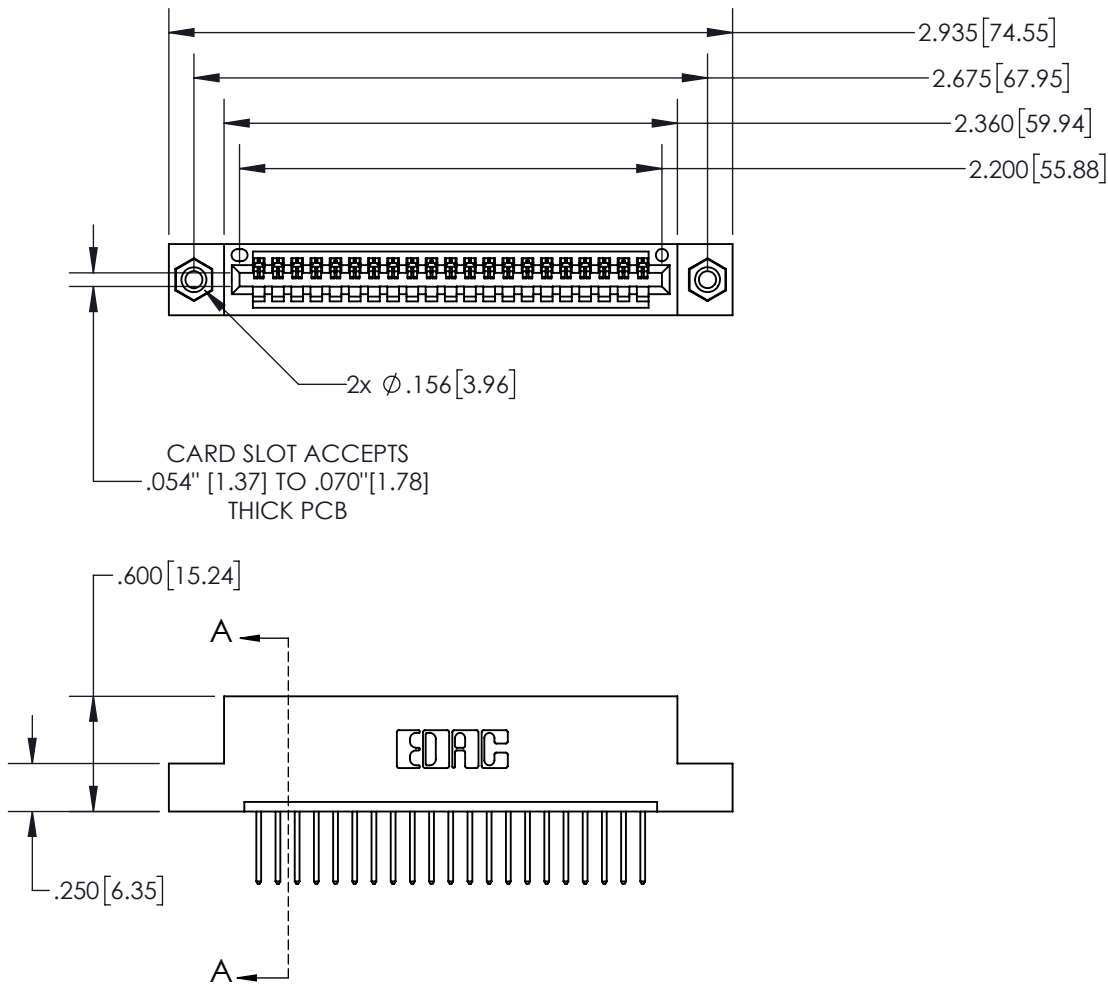 2.935[74.55]
2.675[67.95]
2.360[59.94]
2.200[55.88]
2x Ø.156[3.96]
CARD SLOT ACCEPTS
.054" [1.37] TO .070"[1.78]
THICK PCB
.600[15.24]
A
EDAC
.250[6.35]
A